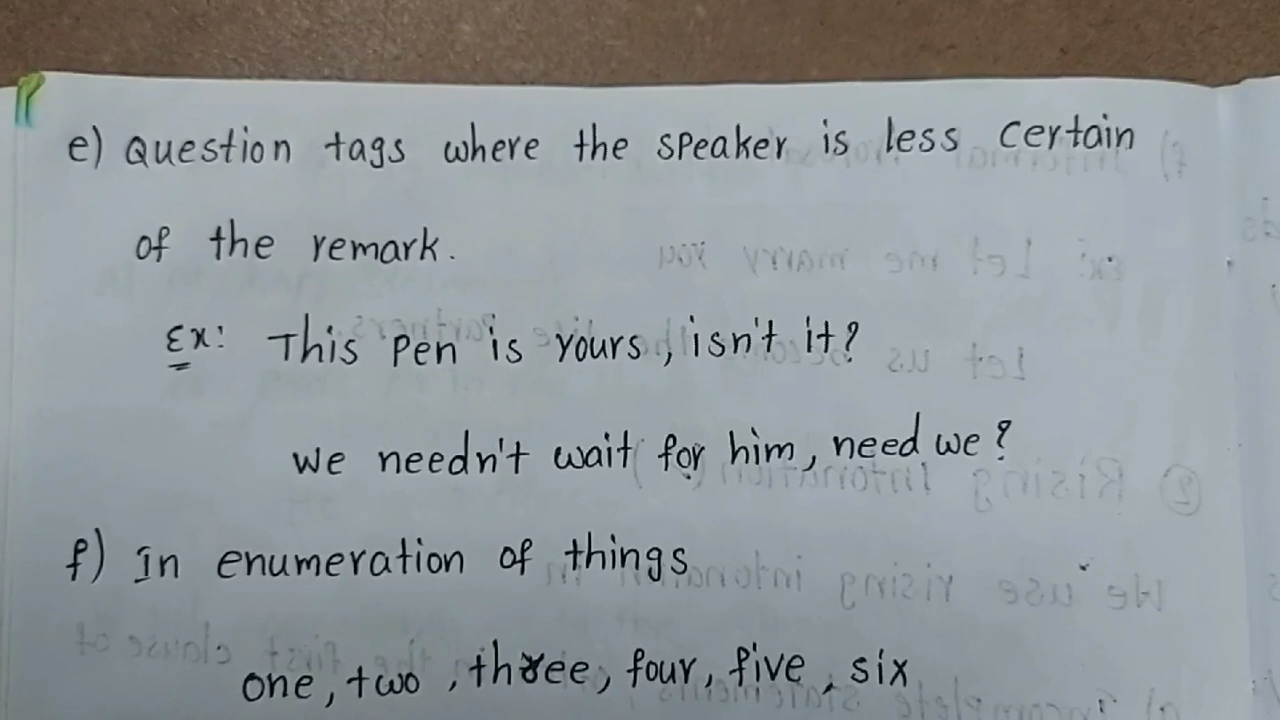 e) Question tags where the speaker is less certain
of the remark.
Ex: This pen is yours, isn't it?
we needn't wait for him, need we?
f) In enumeration of things
one, two, three, four, five, six